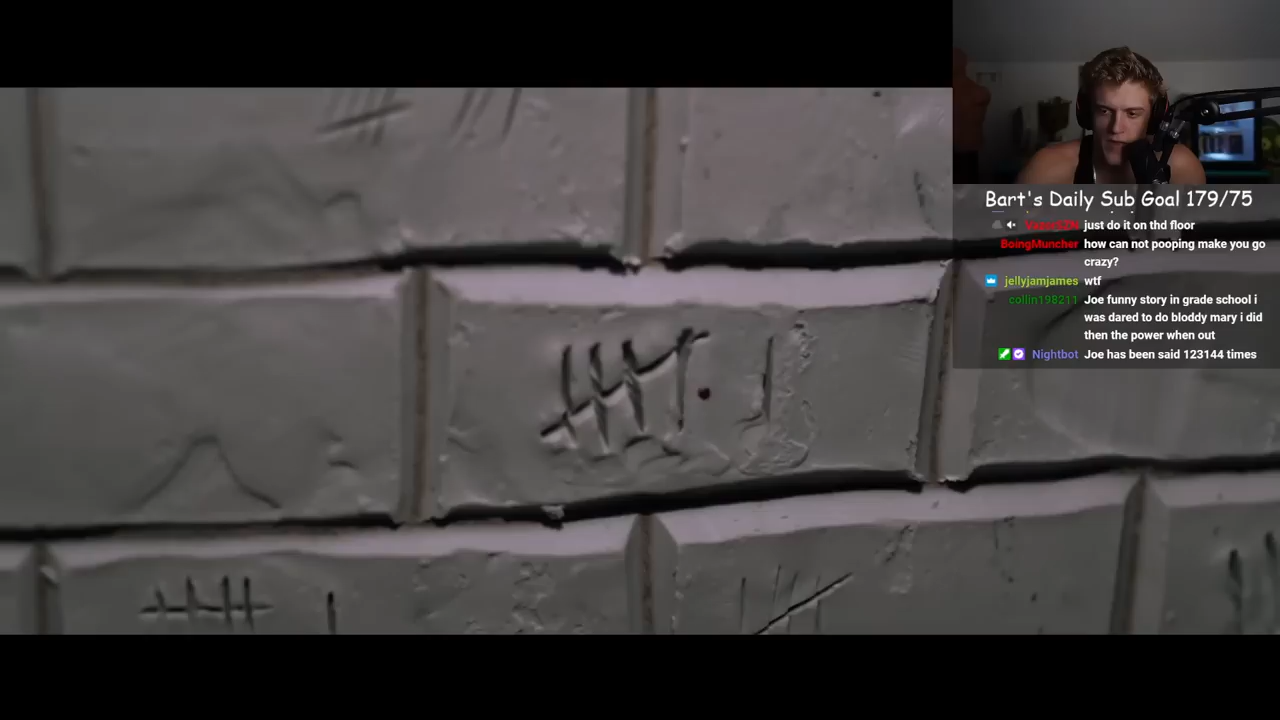 Bart's Daily Sub Goal 179/75
just do it on thd floor
BoingMuncher how can not pooping make you go
crazy?
jellyjamjames wtf
collin198211 Joe funny story in grade school i
was dared to do bloddy mary i did
then the power when out
Nightbot Joe has been said 123144 times